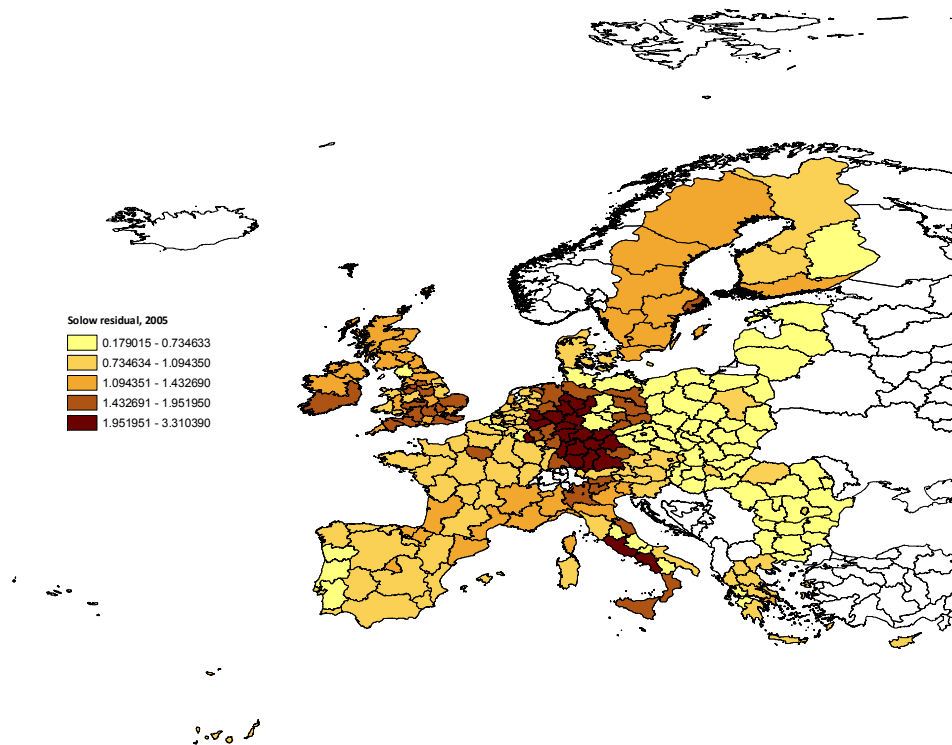 Solow residual, 2005
0.179015 - 0.734633
0.734634 - 1.094350
1.094351 - 1.432690
1.432691 - 1.951950
1.951951 - 3.310390